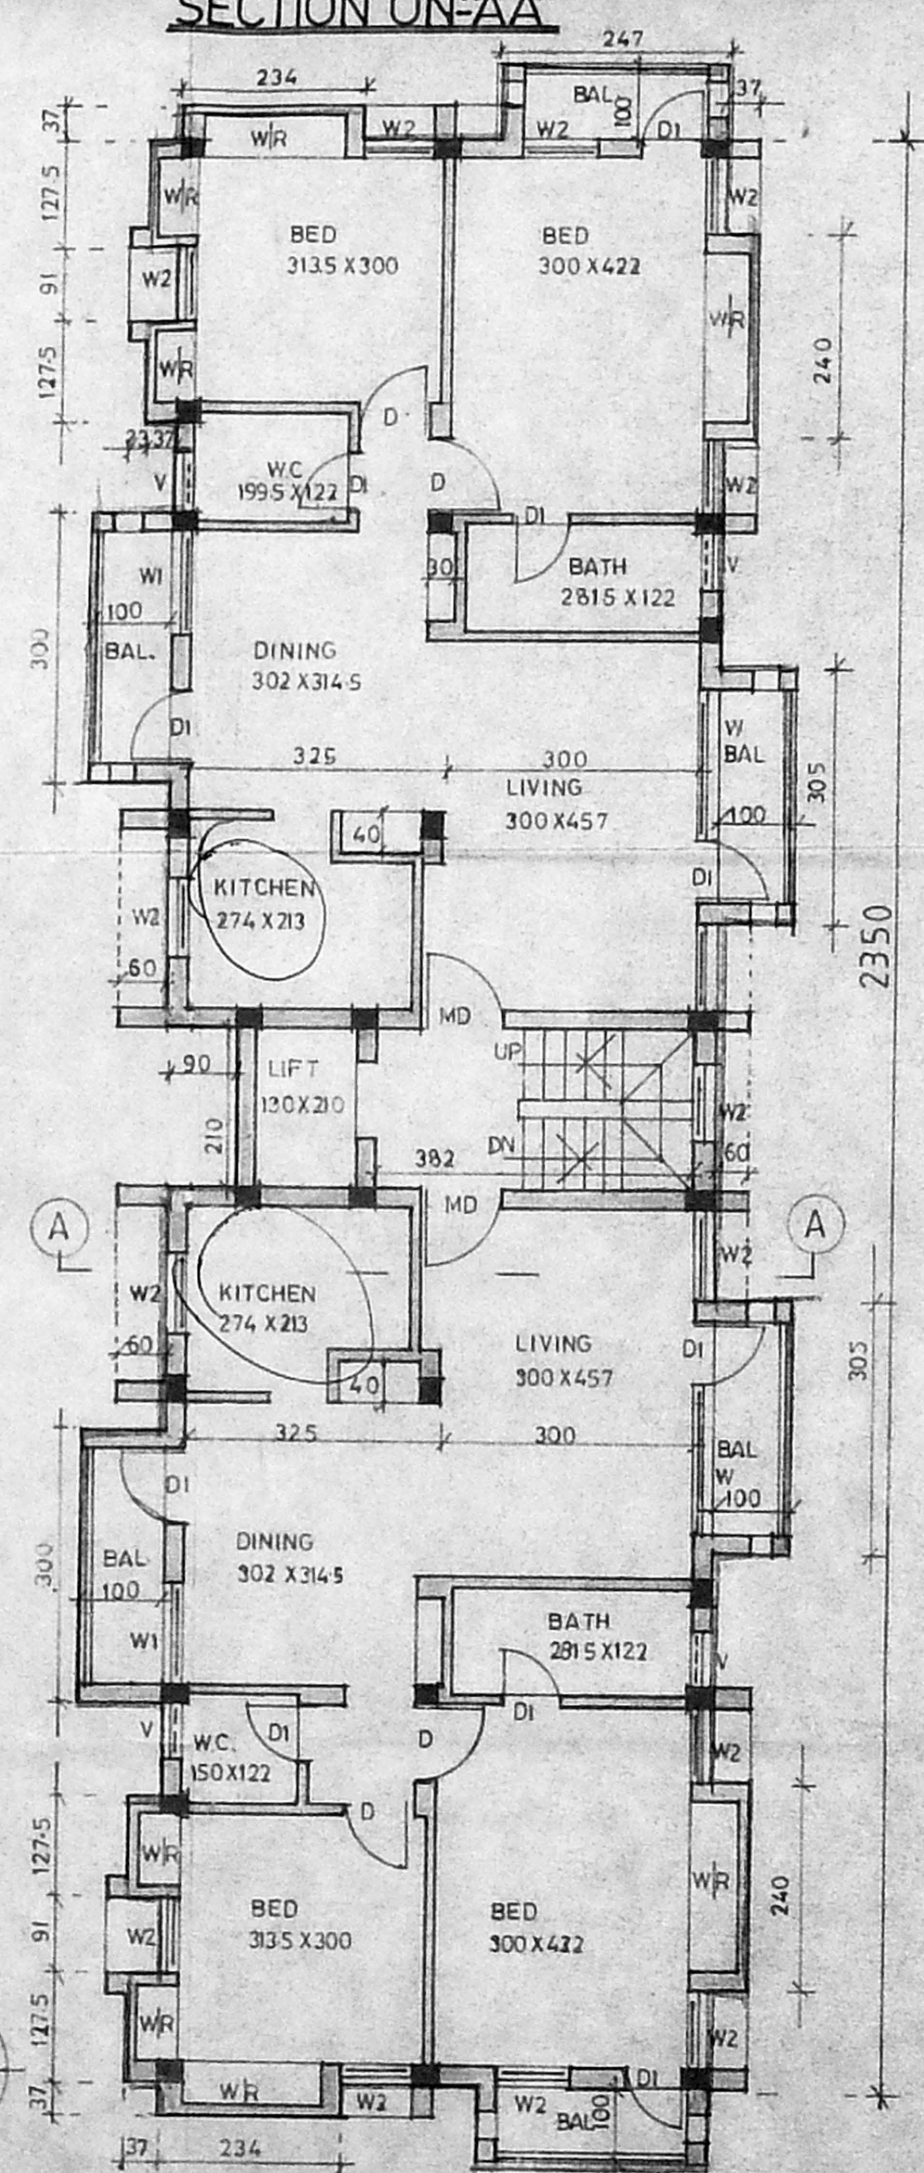 SECTION ON-AA
247
234
37
BAL.
100
37
W/R
W2
W2
D1
127.5
W/R
W2
BED
313.5 X 300
BED
300 X 422
91
W2
W/R
240
127.5
W/R
D
23 37
V
W.C
199.5 X 122
D1
D
W2
D1
W1
30
BATH
281.5 X 122
V
100
300
BAL.
DINING
302 X 314.5
D1
W
BAL
325
300
LIVING
300 X 457
305
100
40
KITCHEN
274 X 213
D1
W2
2350
60
MD
UP
90
LIFT
130 X 210
W2
210
DN
382
60
MD
A
A
W2
KITCHEN
274 X 213
W2
LIVING
300 X 457
D1
60
305
40
325
300
BAL
W
D1
100
DINING
302 X 314.5
300
BAL
100
BATH
281.5 X 122
W1
V
D1
V
W.C.
150 X 122
D1
D
W2
D
127.5
W/R
W/R
240
BED
313.5 X 300
BED
300 X 422
91
W2
127.5
W/R
W2
37
W/R
W2
W2
D1
BAL
100
37
234